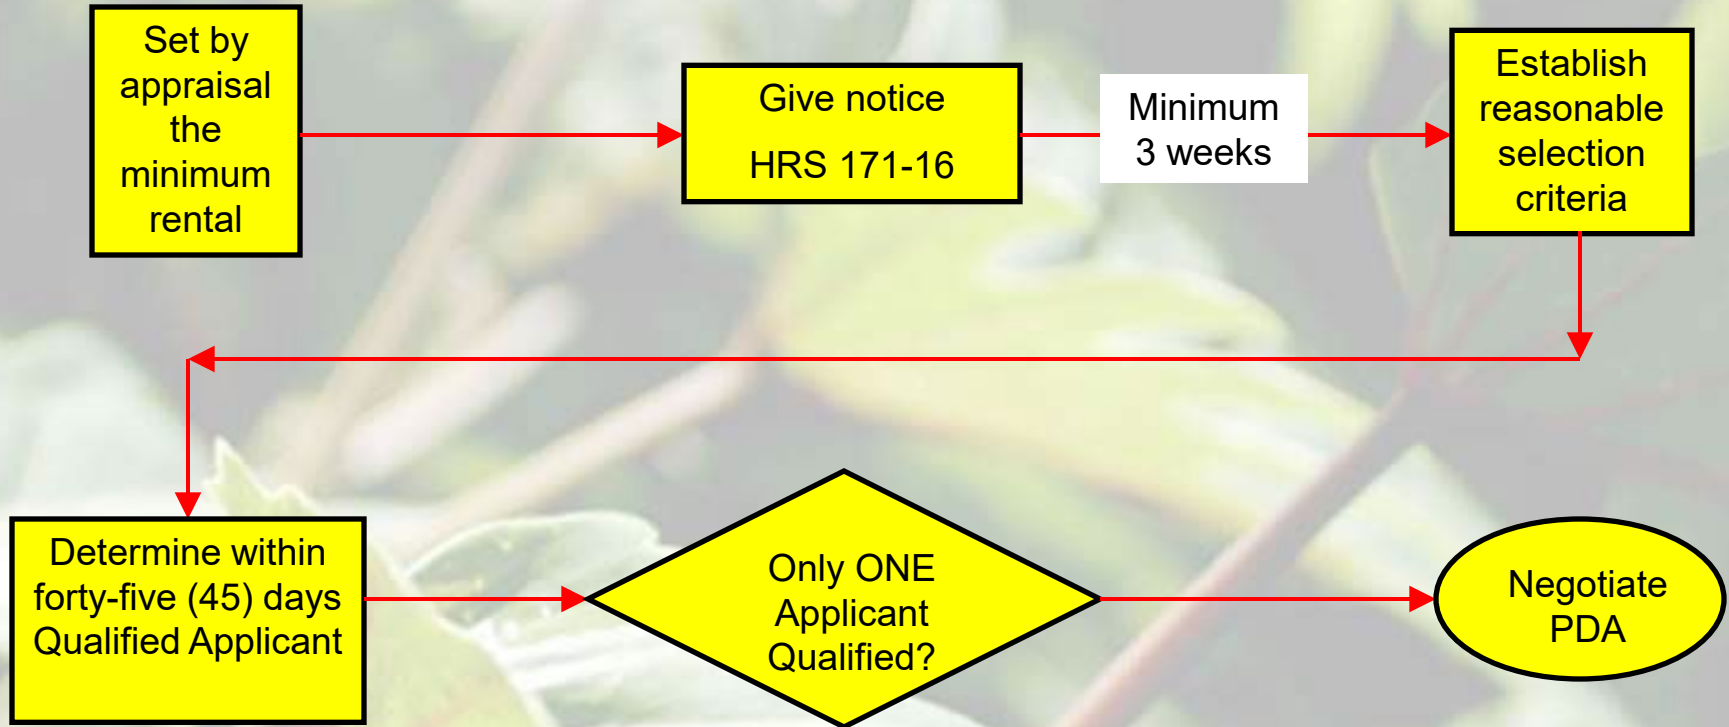 Set by
appraisal
the
minimum
rental
Give notice
HRS 171-16
Minimum
3 weeks
Establish
reasonable
selection
criteria
Determine within
forty-five (45) days
Qualified Applicant
Only ONE
Applicant
Qualified?
Negotiate
PDA